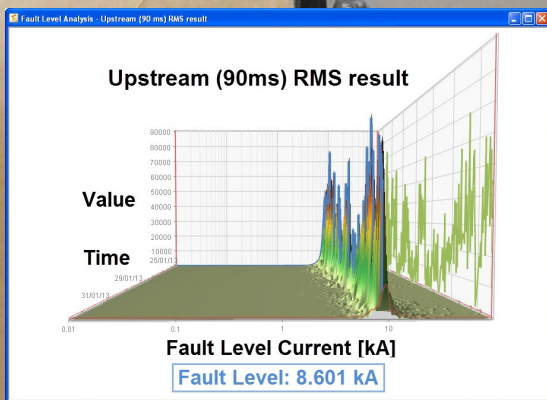 Fault Level Analysis - Upstream (90 ms) RMS result
Upstream (90ms) RMS result
90000
80000
70000
60000
50000
40000
30000
20000
10000
Value
Time
25/01/13
29/01/13
31/01/13
0.01
0.1
1
10
Fault Level Current [kA]
Fault Level: 8.601 kA